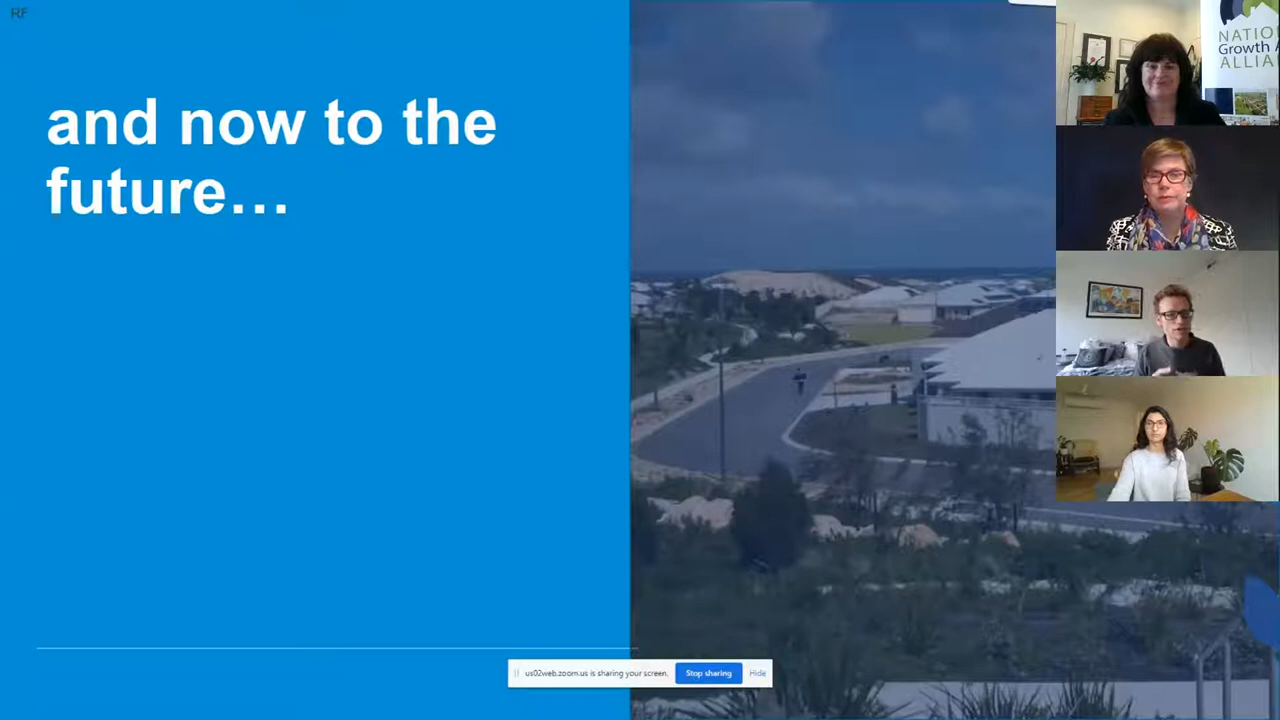 RF
and now to the
future…
NATIO
Growth A
ALLIA
us02web.zoom.us is sharing your screen.
Stop sharing
Hide